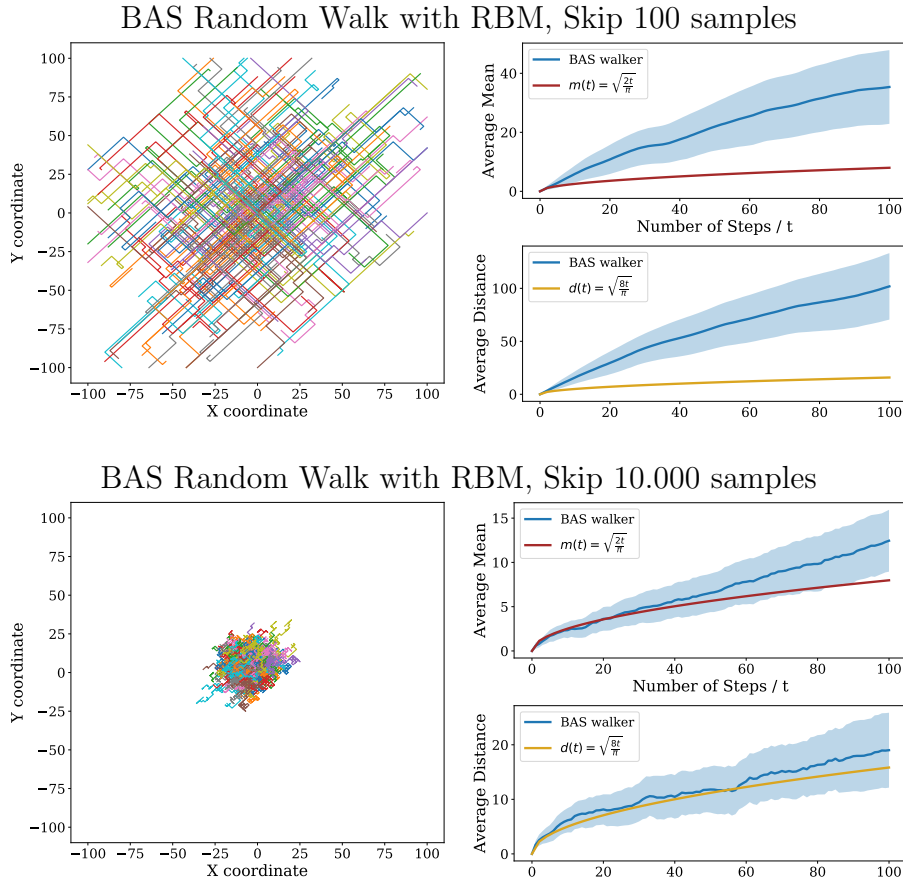 BAS Random Walk with RBM, Skip 100 samples
100
75
50
25
0
−25
−50
−75
−100
Y coordinate
−100 −75 −50 −25 0 25 50 75 100
X coordinate
40
20
0
Average Mean
BAS walker
m(t) = √(2t/π)
0 20 40 60 80 100
Number of Steps / t
100
50
0
Average Distance
BAS walker
d(t) = √(8t/π)
0 20 40 60 80 100
BAS Random Walk with RBM, Skip 10.000 samples
100
75
50
25
0
−25
−50
−75
−100
Y coordinate
−100 −75 −50 −25 0 25 50 75 100
X coordinate
15
10
5
0
Average Mean
BAS walker
m(t) = √(2t/π)
0 20 40 60 80 100
Number of Steps / t
20
10
0
Average Distance
BAS walker
d(t) = √(8t/π)
0 20 40 60 80 100